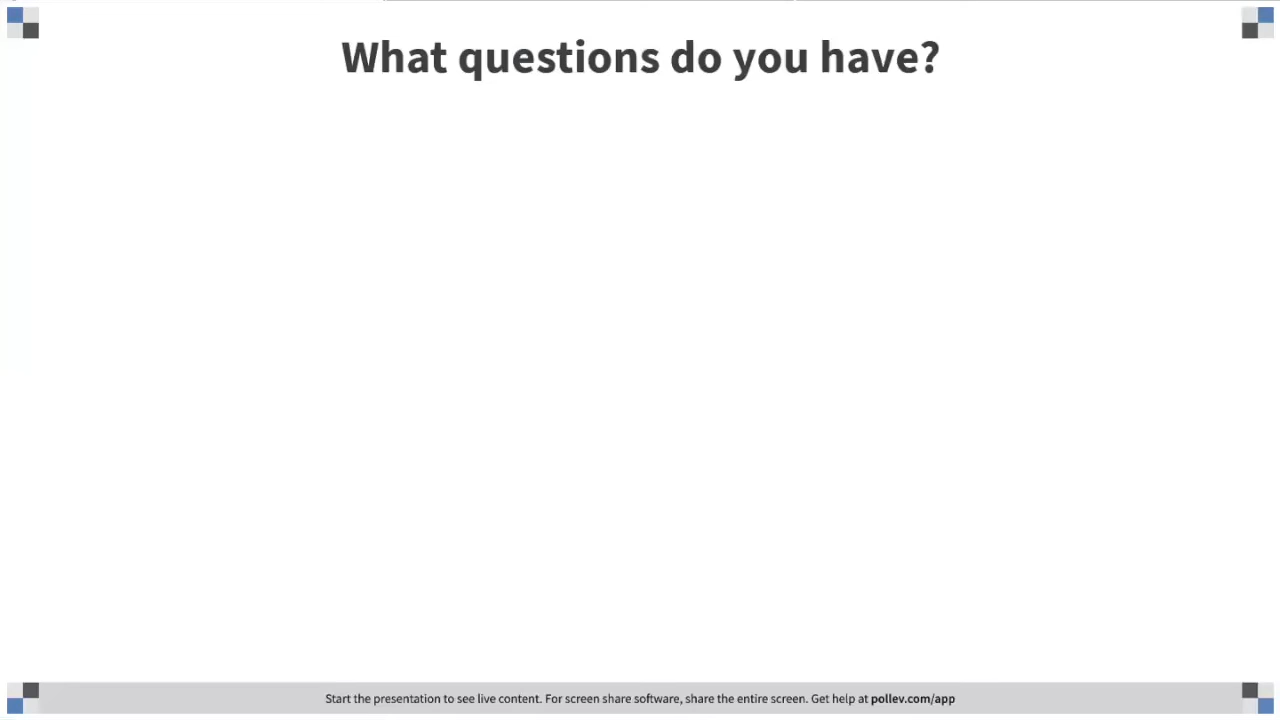 What questions do you have?
Start the presentation to see live content. For screen share software, share the entire screen. Get help at pollev.com/app